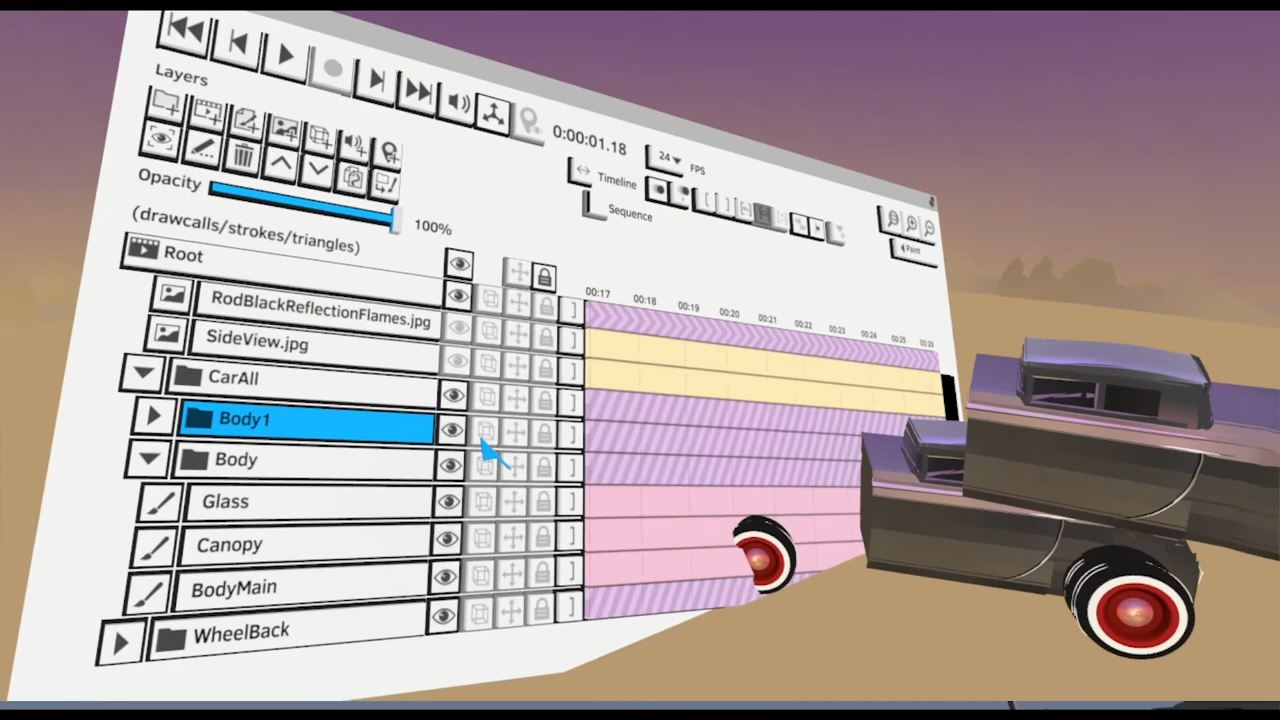 Layers
0:00:01.18
24
FPS
Timeline
Sequence
Paint
Opacity
100%
(drawcalls/strokes/triangles)
Root
00:17 00:18 00:19 00:20 00:21 00:22 00:23 00:24 00:25 00:26
RodBlackReflectionFlames.jpg
SideView.jpg
CarAll
Body1
Body
Glass
Canopy
BodyMain
WheelBack